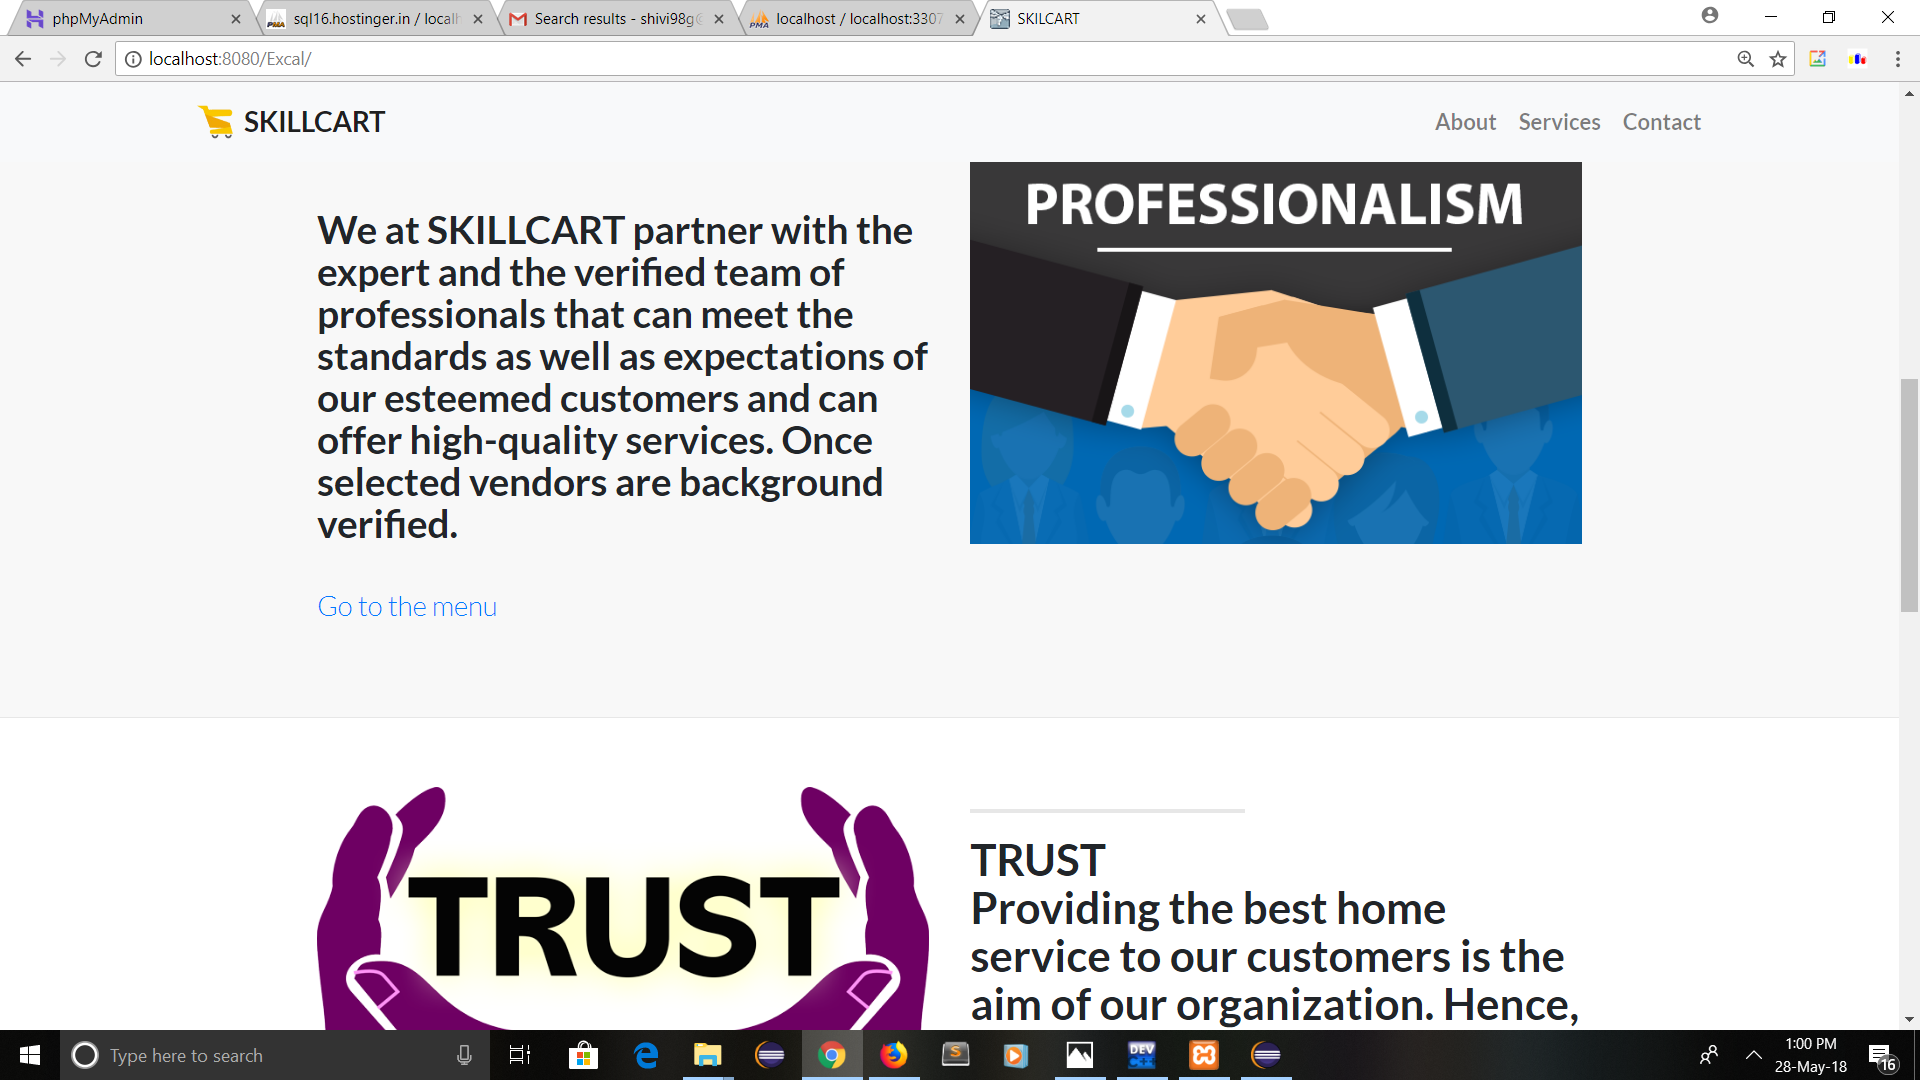 phpMyAdmin
sql16.hostinger.in / localh
Search results - shivi98g@
localhost / localhost:3307
SKILCART
localhost:8080/Excal/
SKILLCART
About
Services
Contact
We at SKILLCART partner with the
expert and the verified team of
professionals that can meet the
standards as well as expectations of
our esteemed customers and can
offer high-quality services. Once
selected vendors are background
verified.
Go to the menu
PROFESSIONALISM
TRUST
TRUST
Providing the best home
service to our customers is the
aim of our organization. Hence,
Type here to search
DEV
C++
1:00 PM
28-May-18
16